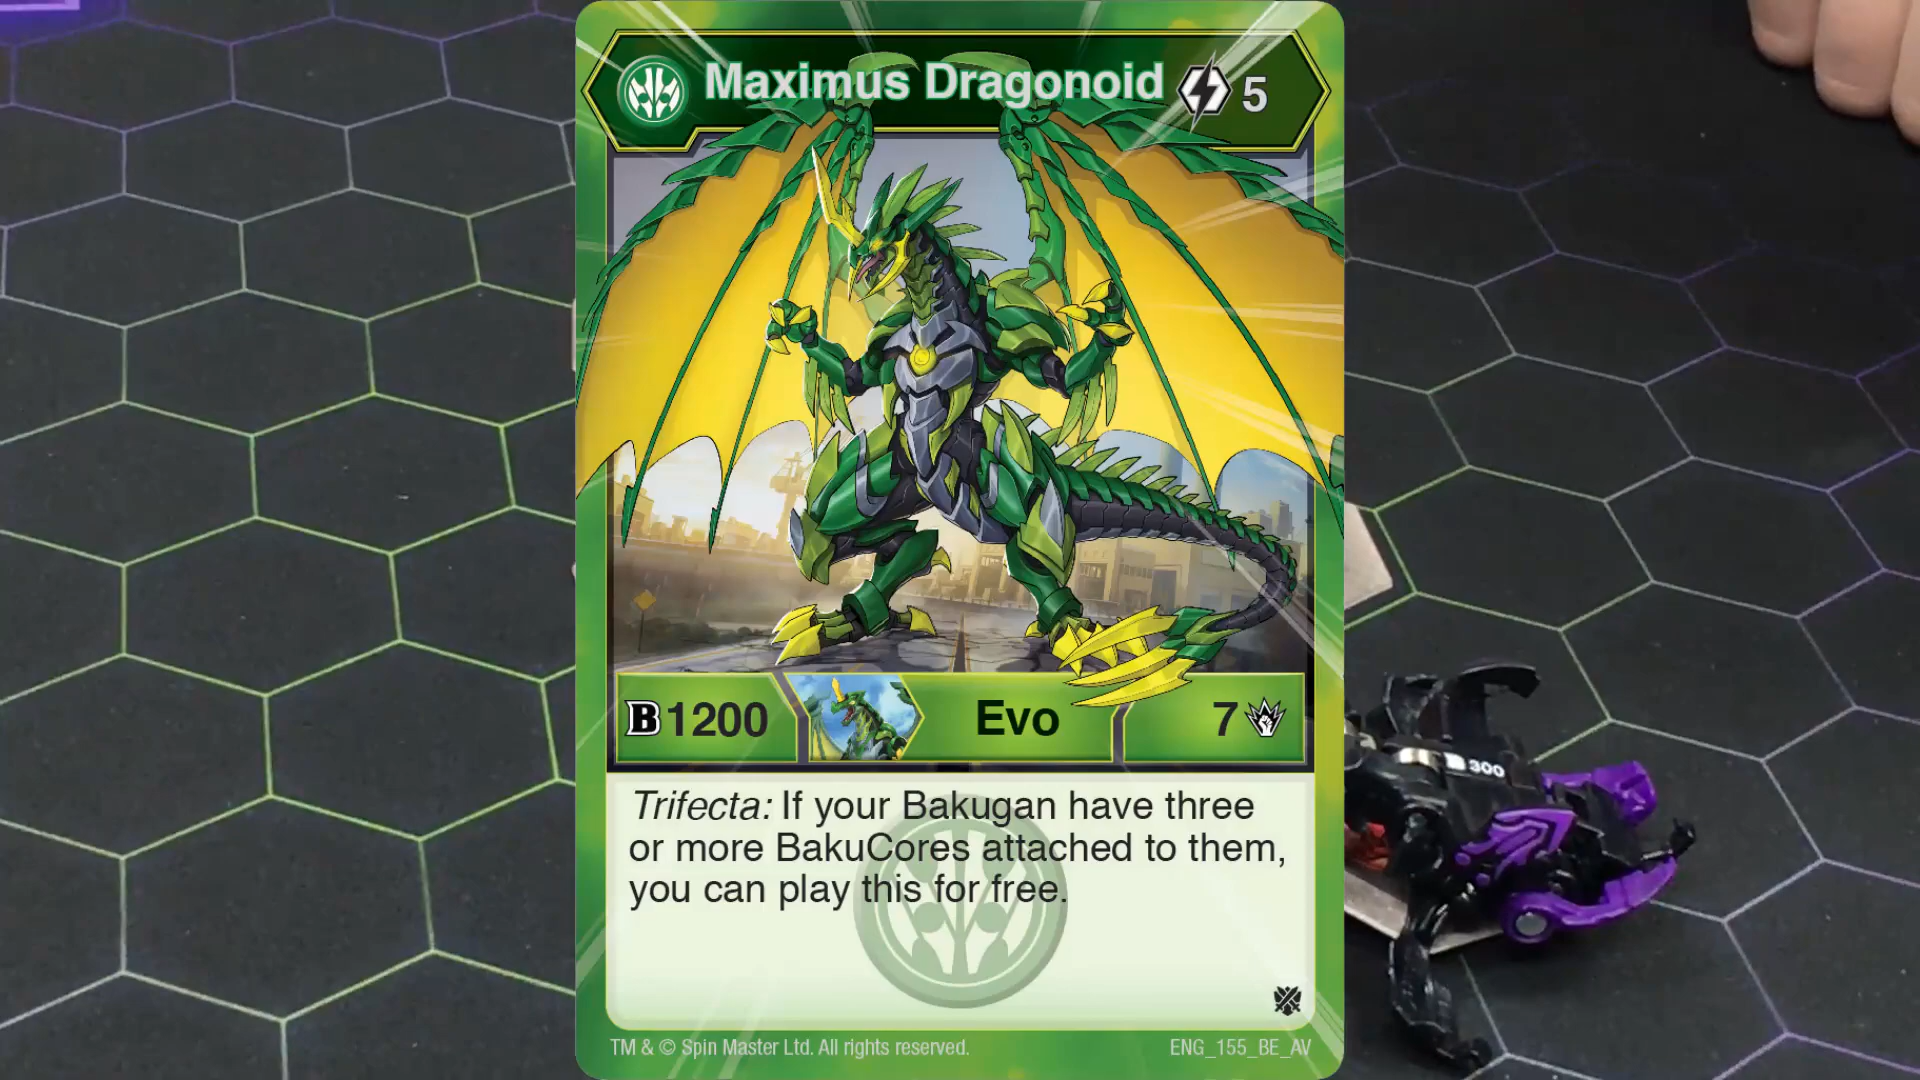 Maximus Dragonoid 5
B 1200 Evo 7
Trifecta: If your Bakugan have three
or more BakuCores attached to them,
you can play this for free.
TM & © Spin Master Ltd. All rights reserved. ENG_155_BE_AV
B 300